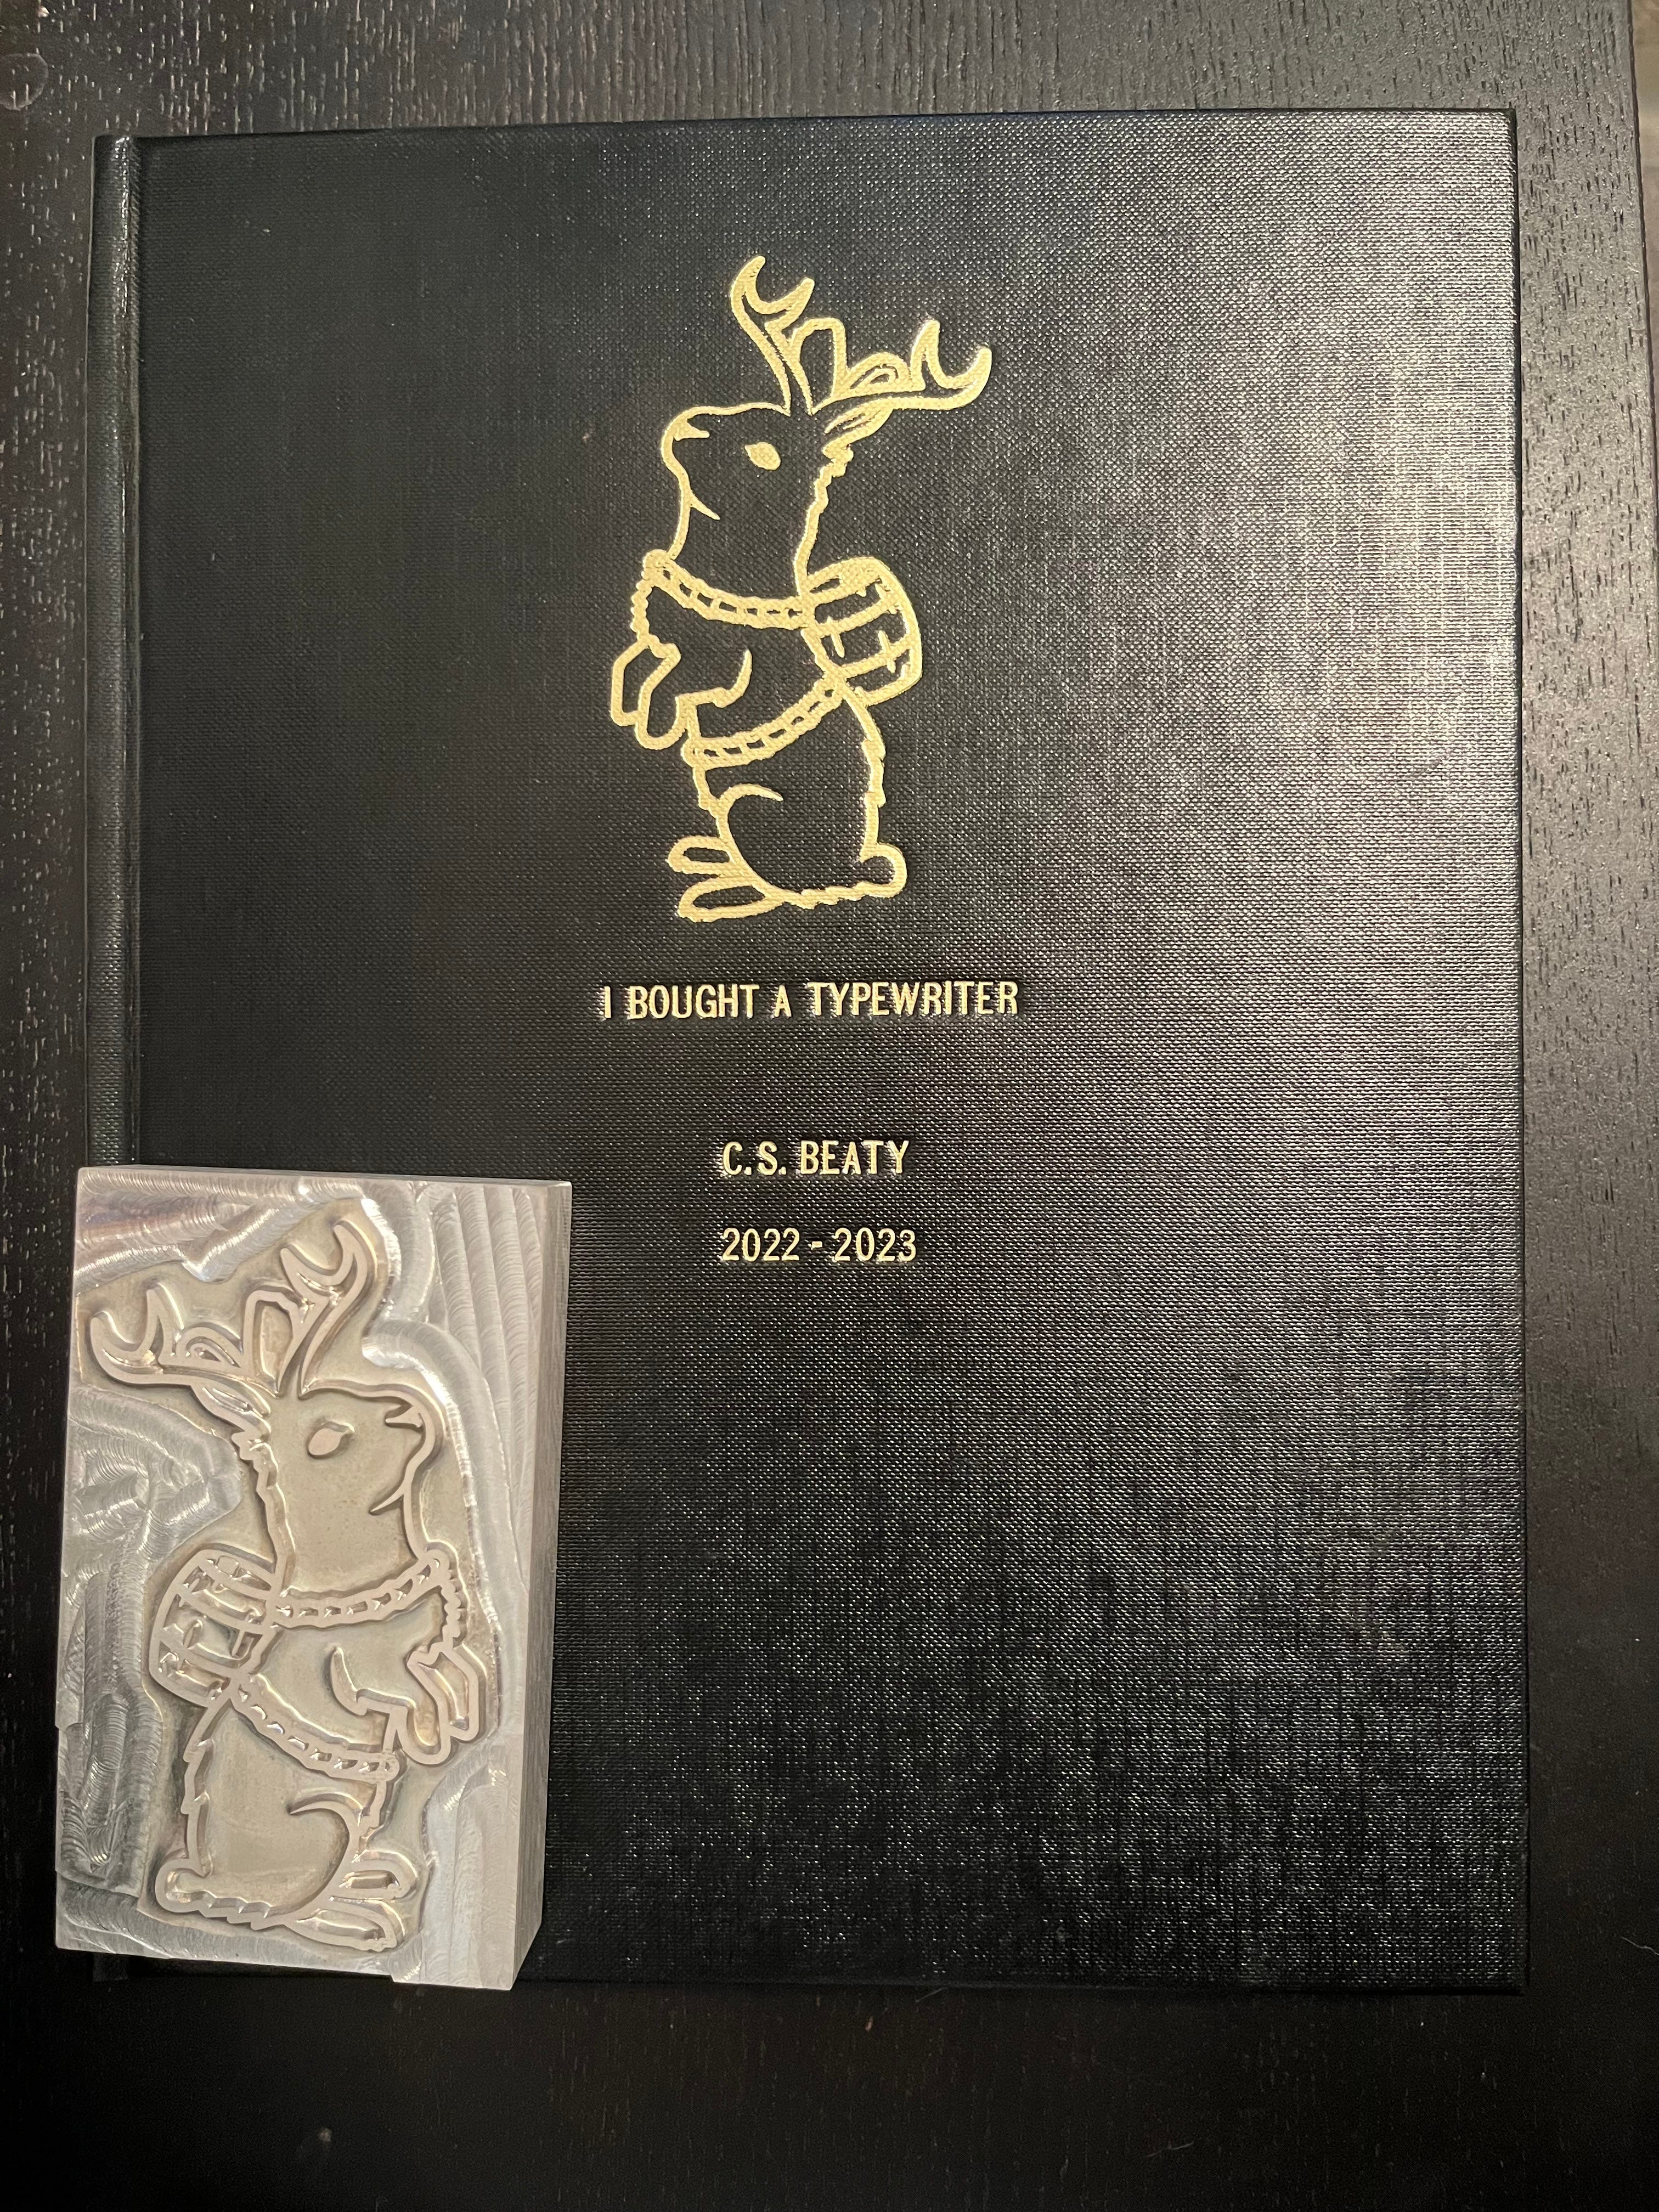 I BOUGHT A TYPEWRITER
C.S. BEATY
2022-2023